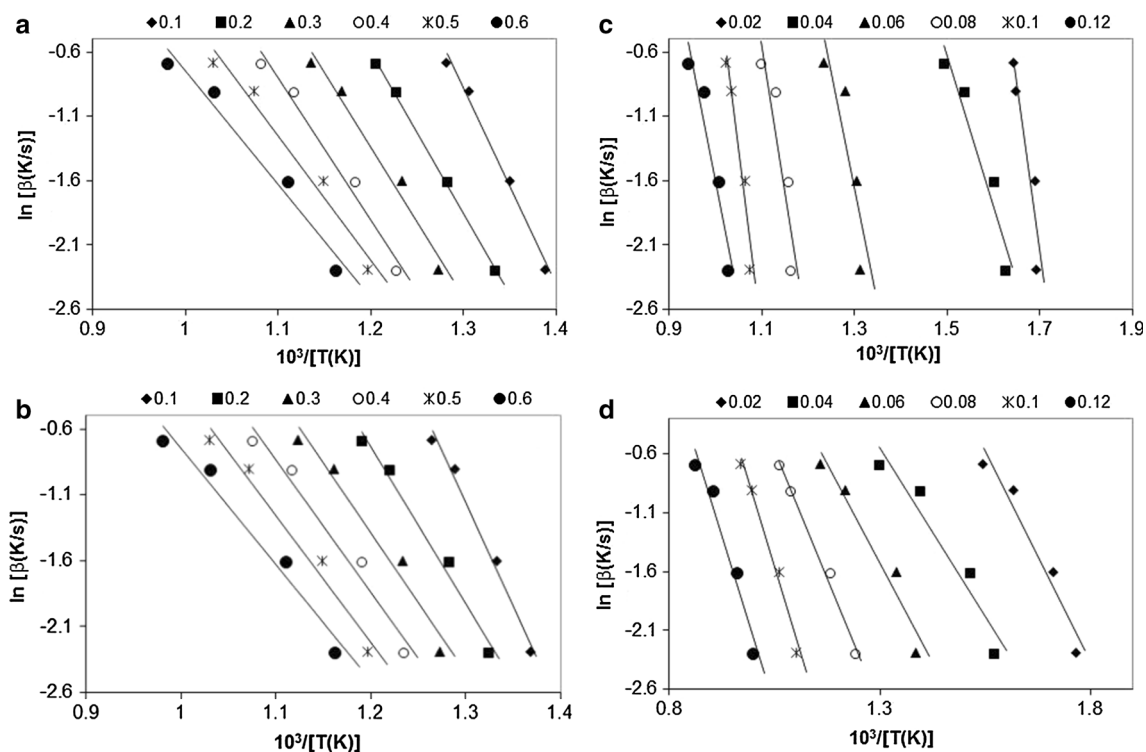 a
◆0.1 ■0.2 ▲0.3 ○0.4 ✳0.5 ●0.6
-0.6
-1.1
-1.6
-2.1
-2.6
ln [β(K/s)]
0.9 1 1.1 1.2 1.3 1.4
10³/[T(K)]
b
◆0.1 ■0.2 ▲0.3 ○0.4 ✳0.5 ●0.6
-0.6
-1.1
-1.6
-2.1
-2.6
ln [β(K/s)]
0.9 1 1.1 1.2 1.3 1.4
10³/[T(K)]
c
◆0.02 ■0.04 ▲0.06 ○0.08 ✳0.1 ●0.12
-0.6
-1.1
-1.6
-2.1
-2.6
ln [β(K/s)]
0.9 1.1 1.3 1.5 1.7 1.9
10³/[T(K)]
d
◆0.02 ■0.04 ▲0.06 ○0.08 ✳0.1 ●0.12
-0.6
-1.1
-1.6
-2.1
-2.6
ln [β(K/s)]
0.8 1.3 1.8
10³/[T(K)]